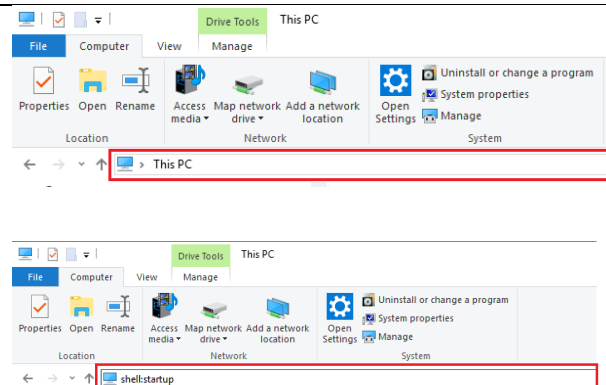 Drive Tools This PC
File Computer View Manage
Properties Open Rename Access media Map network drive Add a network location Open Settings Uninstall or change a program
System properties
Manage
Location Network System
This PC
Drive Tools This PC
File Computer View Manage
Properties Open Rename Access media Map network drive Add a network location Open Settings Uninstall or change a program
System properties
Manage
Location Network System
shell:startup